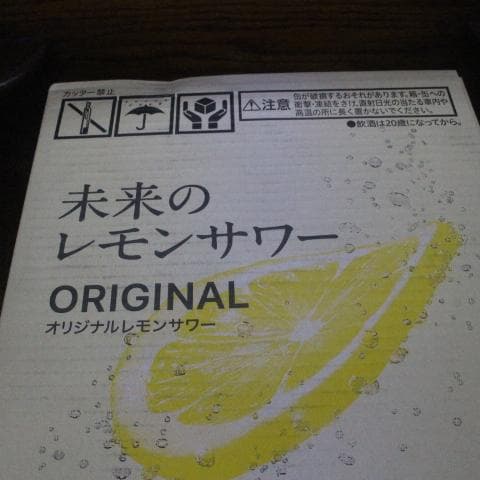 カッター禁止
⚠注意
缶が破損するおそれがあります。箱・缶への
衝撃・凍結をさけ、直射日光の当たる車内や
高温の所に長く置かないでください。
●飲酒は20歳になってから。
未来の
レモンサワー
ORIGINAL
オリジナルレモンサワー